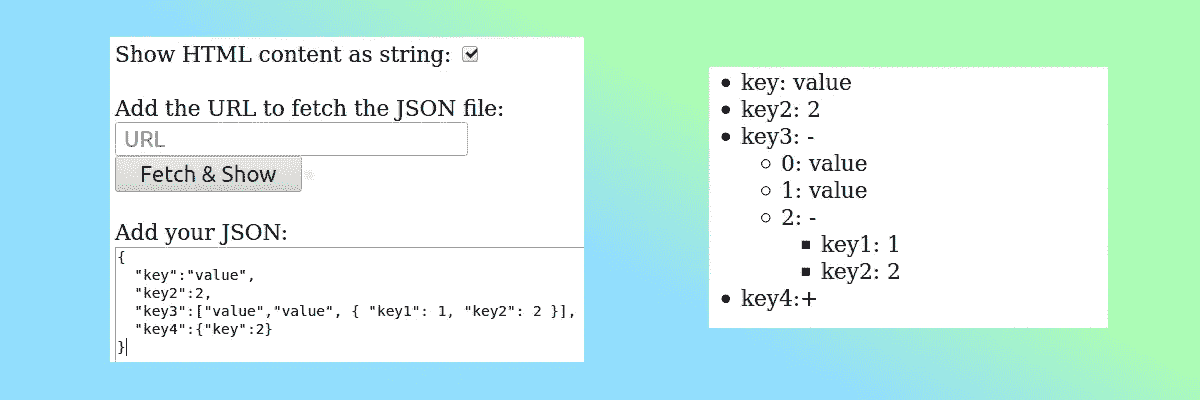 Show HTML content as string:
Add the URL to fetch the JSON file:
URL
Fetch & Show
Add your JSON:
{
"key":"value",
"key2":2,
"key3":["value","value", { "key1": 1, "key2": 2 }],
"key4":{"key":2}
}
key: value
key2: 2
key3: -
0: value
1: value
2: -
key1: 1
key2: 2
key4:+